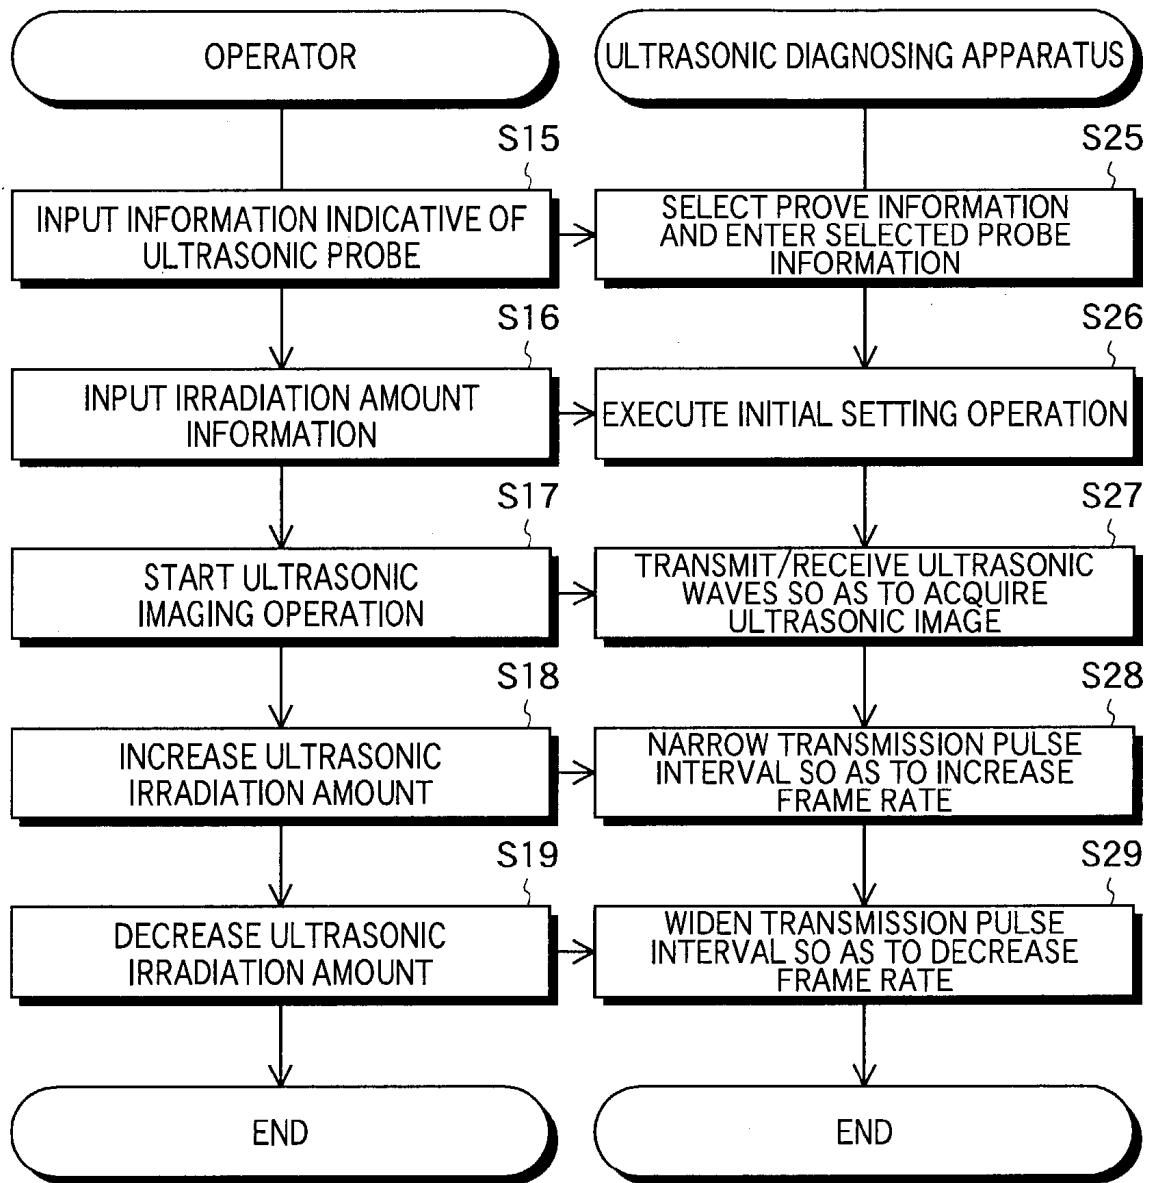 OPERATOR
ULTRASONIC DIAGNOSING APPARATUS
S15
INPUT INFORMATION INDICATIVE OF
ULTRASONIC PROBE
S25
SELECT PROVE INFORMATION
AND ENTER SELECTED PROBE
INFORMATION
S16
INPUT IRRADIATION AMOUNT
INFORMATION
S26
EXECUTE INITIAL SETTING OPERATION
S17
START ULTRASONIC
IMAGING OPERATION
S27
TRANSMIT/RECEIVE ULTRASONIC
WAVES SO AS TO ACQUIRE
ULTRASONIC IMAGE
S18
INCREASE ULTRASONIC
IRRADIATION AMOUNT
S28
NARROW TRANSMISSION PULSE
INTERVAL SO AS TO INCREASE
FRAME RATE
S19
DECREASE ULTRASONIC
IRRADIATION AMOUNT
S29
WIDEN TRANSMISSION PULSE
INTERVAL SO AS TO DECREASE
FRAME RATE
END
END